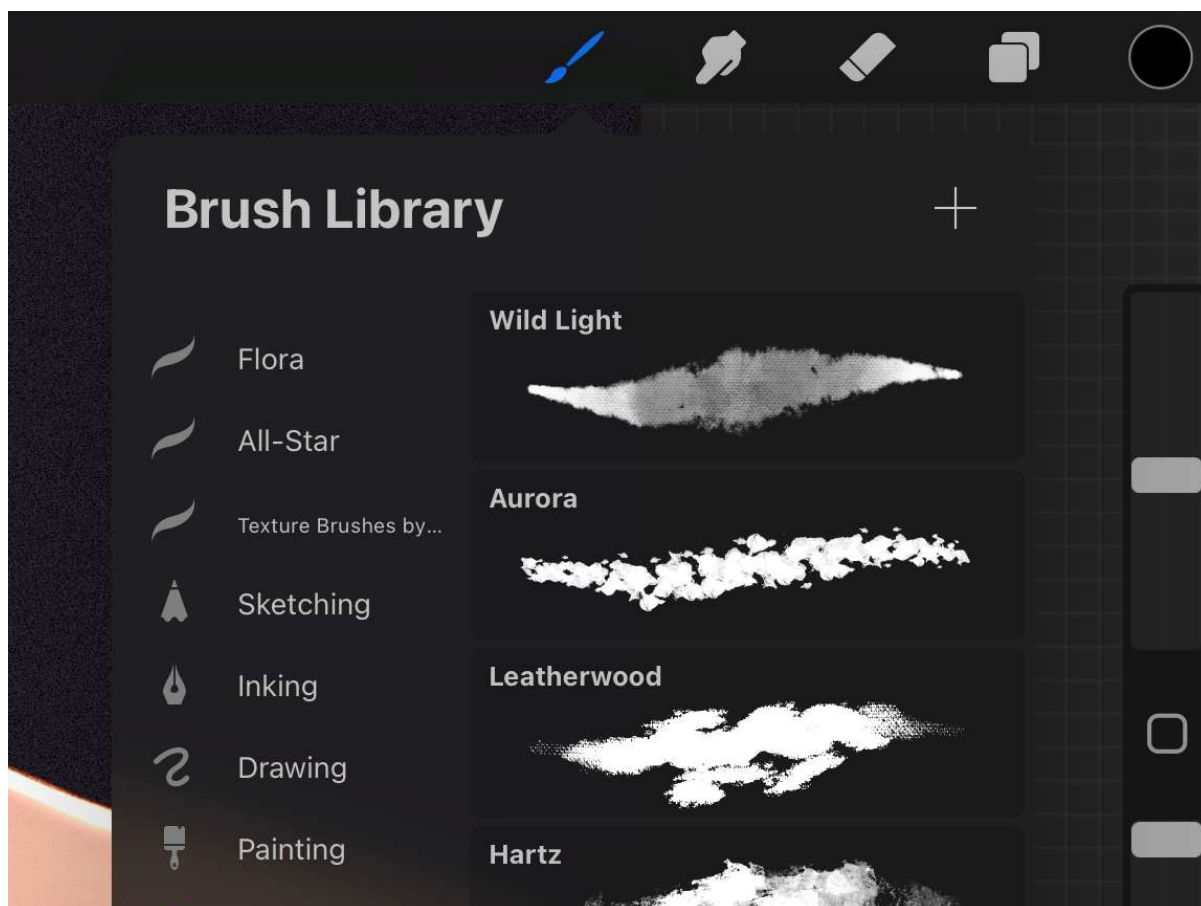 Brush Library
Flora
All-Star
Texture Brushes by...
Sketching
Inking
Drawing
Painting
Wild Light
Aurora
Leatherwood
Hartz